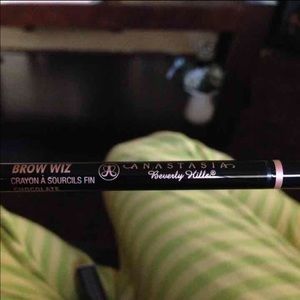 BROW WIZ
CRAYON À SOURCILS FIN
CHOCOLATE
ANASTASIA
Beverly Hills®